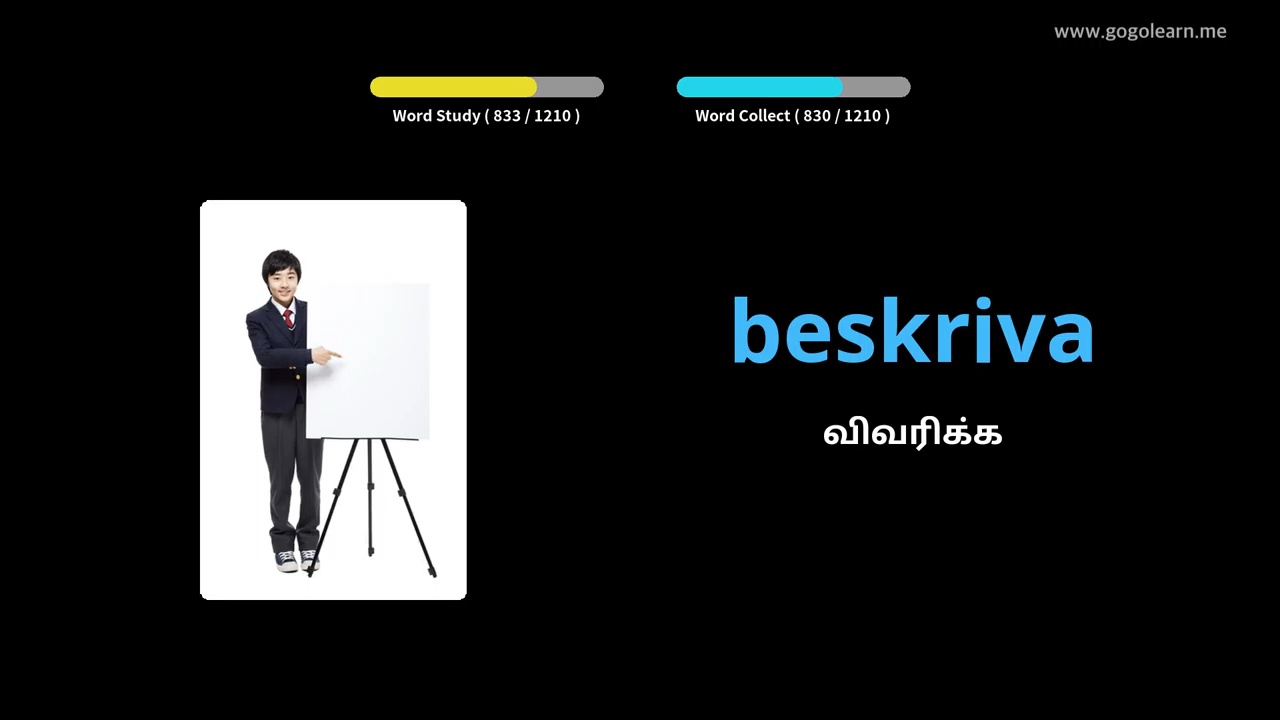 www.gogolearn.me
Word Study ( 833 / 1210 )
Word Collect ( 830 / 1210 )
beskriva
விவரிக்க